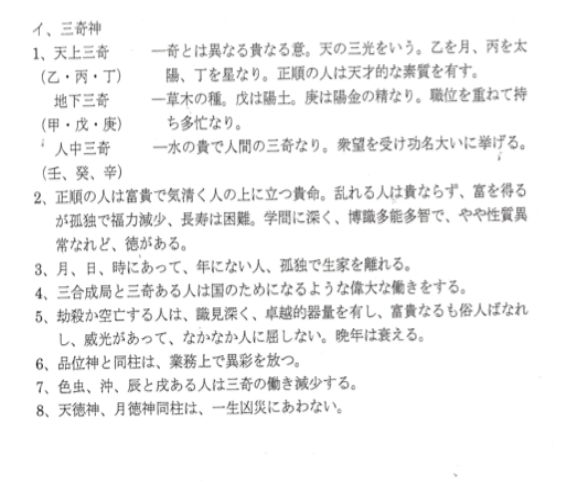 イ、三奇神
1、天上三奇　―奇とは異なる貴なる意。天の三光をいう。乙を月、丙を太
（乙・丙・丁）　陽、丁を星なり。正順の人は天才的な素質を有す。
地下三奇　―草木の種。戊は陽土。庚は陽金の精なり。職位を重ねて持
（甲・戊・庚）　ち多忙なり。
人中三奇　―水の貴で人間の三奇なり。衆望を受け功名大いに挙げる。
（壬、癸、辛）
2、正順の人は富貴で気清く人の上に立つ貴命。乱れる人は貴ならず、富を得る
が孤独で福力減少、長寿は困難。学問に深く、博識多能多智で、やや性質異
常なれど、徳がある。
3、月、日、時にあって、年にない人、孤独で生家を離れる。
4、三合成局と三奇ある人は国のためになるような偉大な働きをする。
5、劫殺か空亡する人は、識見深く、卓越的器量を有し、富貴なるも俗人ばなれ
し、威光があって、なかなか人に屈しない。晩年は衰える。
6、品位神と同柱は、業務上で異彩を放つ。
7、色虫、沖、辰と戌ある人は三奇の働き減少する。
8、天徳神、月徳神同柱は、一生凶災にあわない。